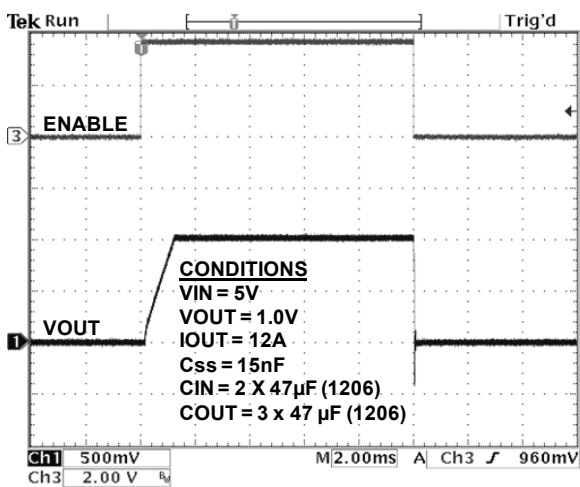 Tek Run
Trig'd
ENABLE
3
VOUT
1
CONDITIONS
VIN = 5V
VOUT = 1.0V
IOUT = 12A
Css = 15nF
CIN = 2 X 47µF (1206)
COUT = 3 x 47 µF (1206)
Ch1 500mV M 2.00ms A Ch3 960mV
Ch3 2.00 V